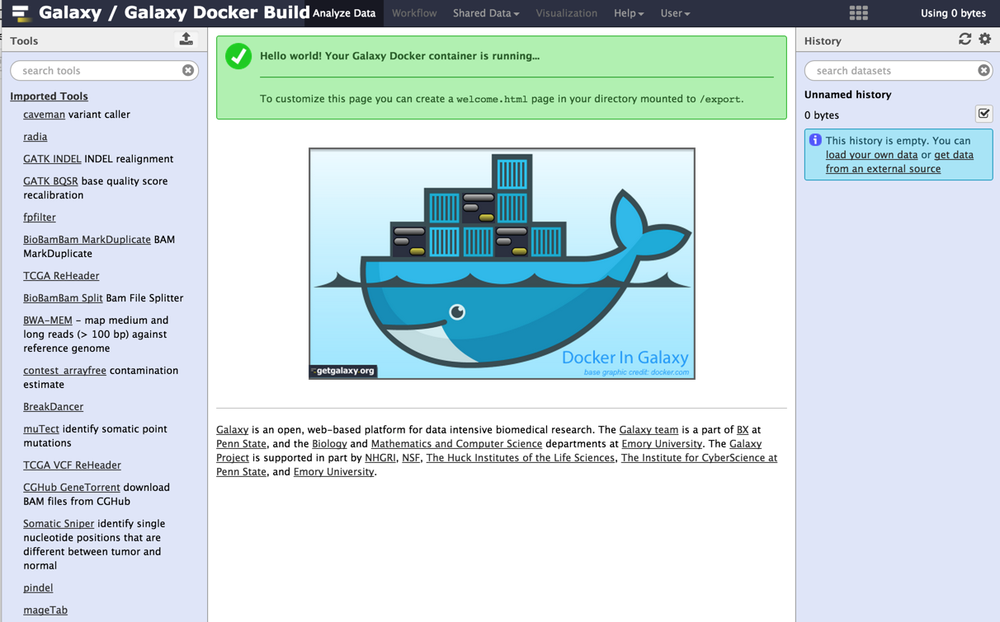 Galaxy / Galaxy Docker Build
Analyze Data
Workflow
Shared Data
Visualization
Help
User
Using 0 bytes
Tools
search tools
Imported Tools
caveman variant caller
radia
GATK INDEL INDEL realignment
GATK BQSR base quality score
recalibration
fpfilter
BioBamBam MarkDuplicate BAM
MarkDuplicate
TCGA ReHeader
BioBamBam Split Bam File Splitter
BWA-MEM - map medium and
long reads (> 100 bp) against
reference genome
contest_arrayfree contamination
estimate
BreakDancer
muTect identify somatic point
mutations
TCGA VCF ReHeader
CGHub GeneTorrent download
BAM files from CGHub
Somatic Sniper identify single
nucleotide positions that are
different between tumor and
normal
pindel
mageTab
Hello world! Your Galaxy Docker container is running...
To customize this page you can create a welcome.html page in your directory mounted to /export.
Docker In Galaxy
base graphic credit: docker.com
getgalaxy.org
Galaxy is an open, web-based platform for data intensive biomedical research. The Galaxy team is a part of BX at
Penn State, and the Biology and Mathematics and Computer Science departments at Emory University. The Galaxy
Project is supported in part by NHGRI, NSF, The Huck Institutes of the Life Sciences, The Institute for CyberScience at
Penn State, and Emory University.
History
search datasets
Unnamed history
0 bytes
This history is empty. You can
load your own data or get data
from an external source